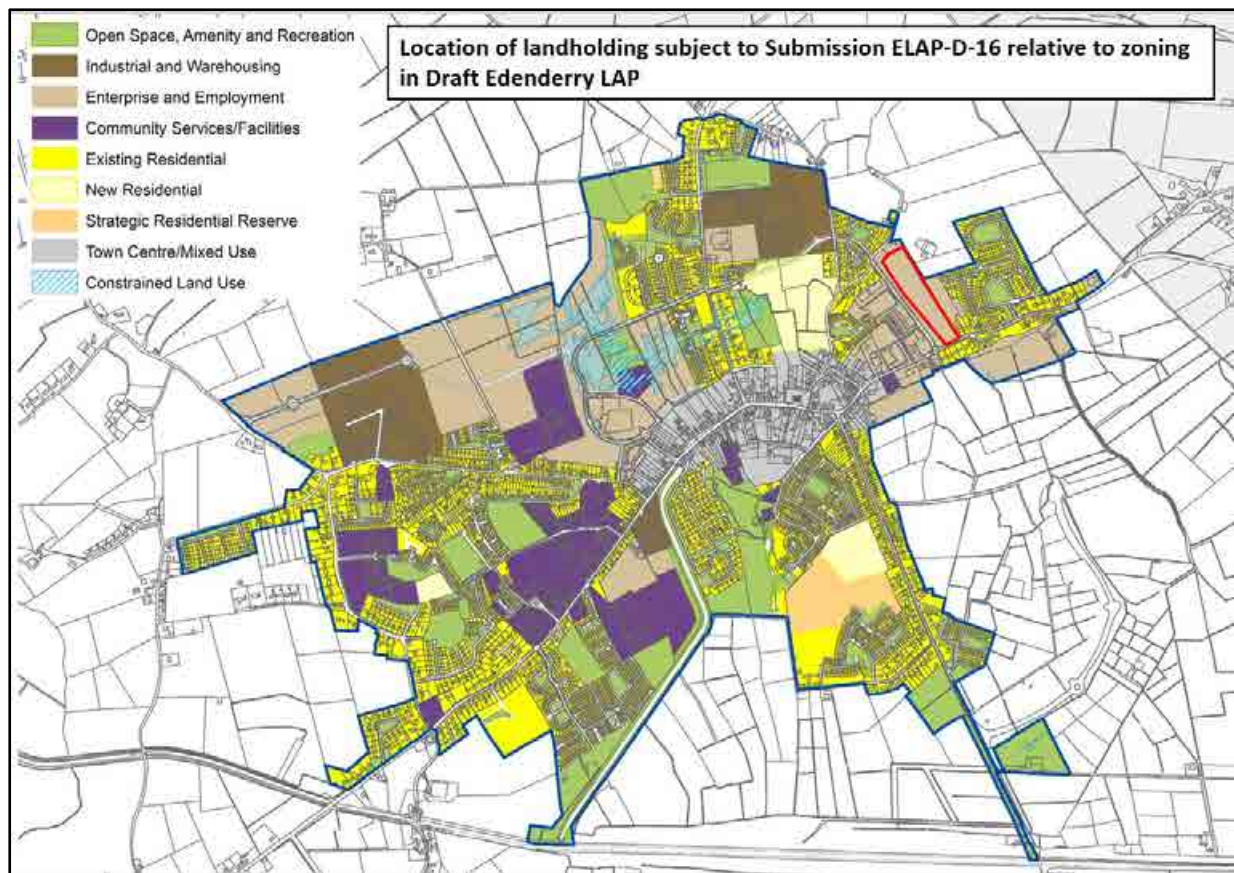 Location of landholding subject to Submission ELAP-D-16 relative to zoning
in Draft Edenderry LAP
Open Space, Amenity and Recreation
Industrial and Warehousing
Enterprise and Employment
Community Services/Facilities
Existing Residential
New Residential
Strategic Residential Reserve
Town Centre/Mixed Use
Constrained Land Use